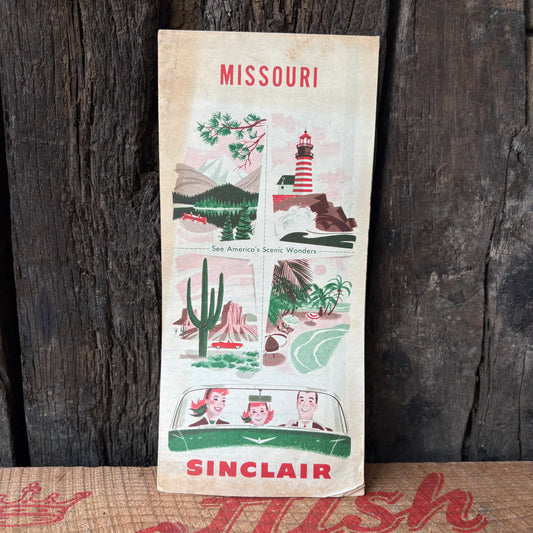 MISSOURI
See America's Scenic Wonders
SINCLAIR